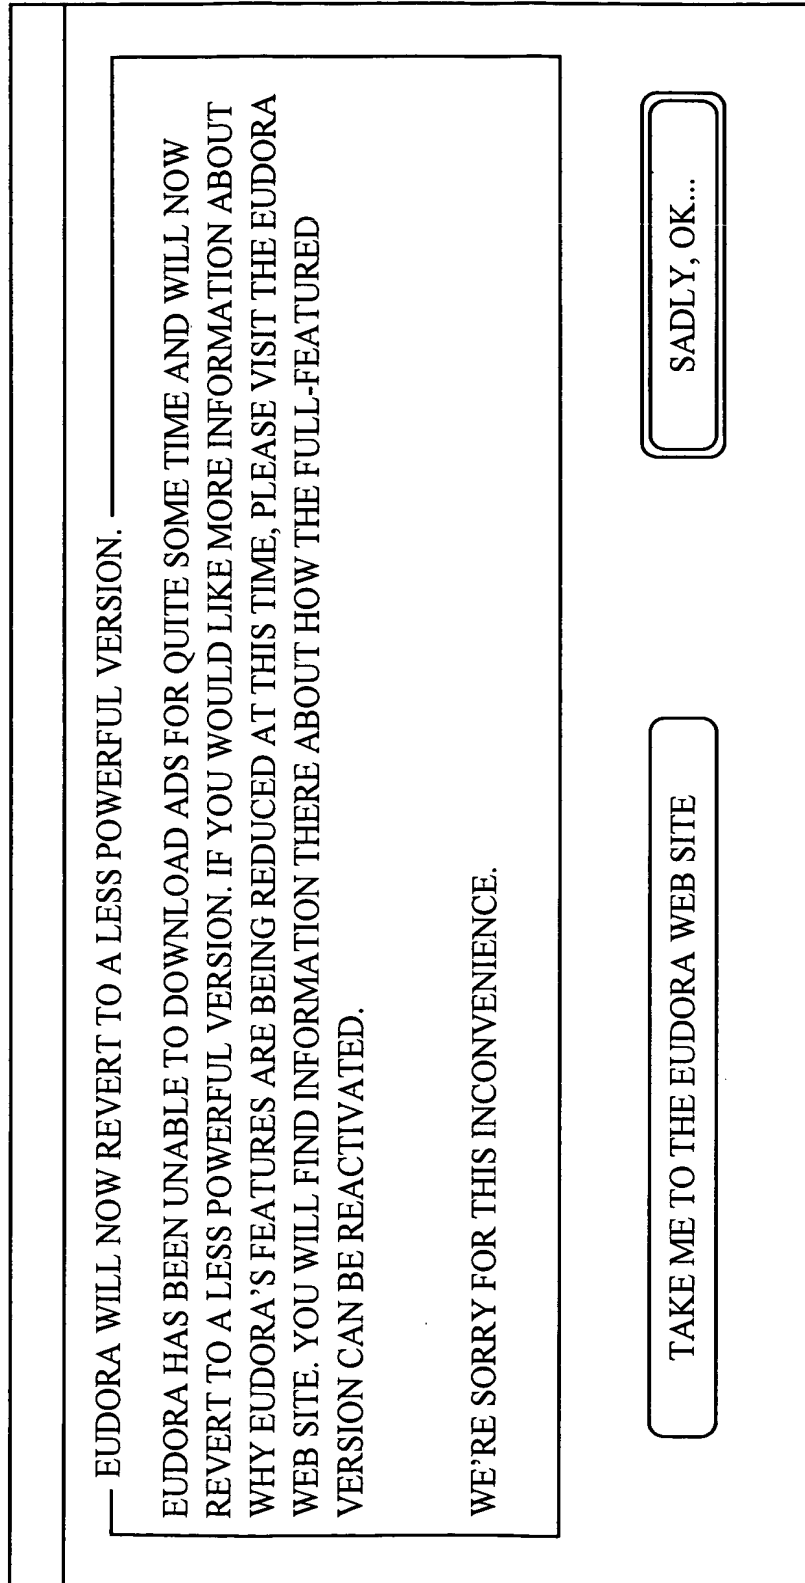 EUDORA WILL NOW REVERT TO A LESS POWERFUL VERSION.
EUDORA HAS BEEN UNABLE TO DOWNLOAD ADS FOR QUITE SOME TIME AND WILL NOW
REVERT TO A LESS POWERFUL VERSION. IF YOU WOULD LIKE MORE INFORMATION ABOUT
WHY EUDORA'S FEATURES ARE BEING REDUCED AT THIS TIME, PLEASE VISIT THE EUDORA
WEB SITE. YOU WILL FIND INFORMATION THERE ABOUT HOW THE FULL-FEATURED
VERSION CAN BE REACTIVATED.
WE'RE SORRY FOR THIS INCONVENIENCE.
TAKE ME TO THE EUDORA WEB SITE
SADLY, OK...